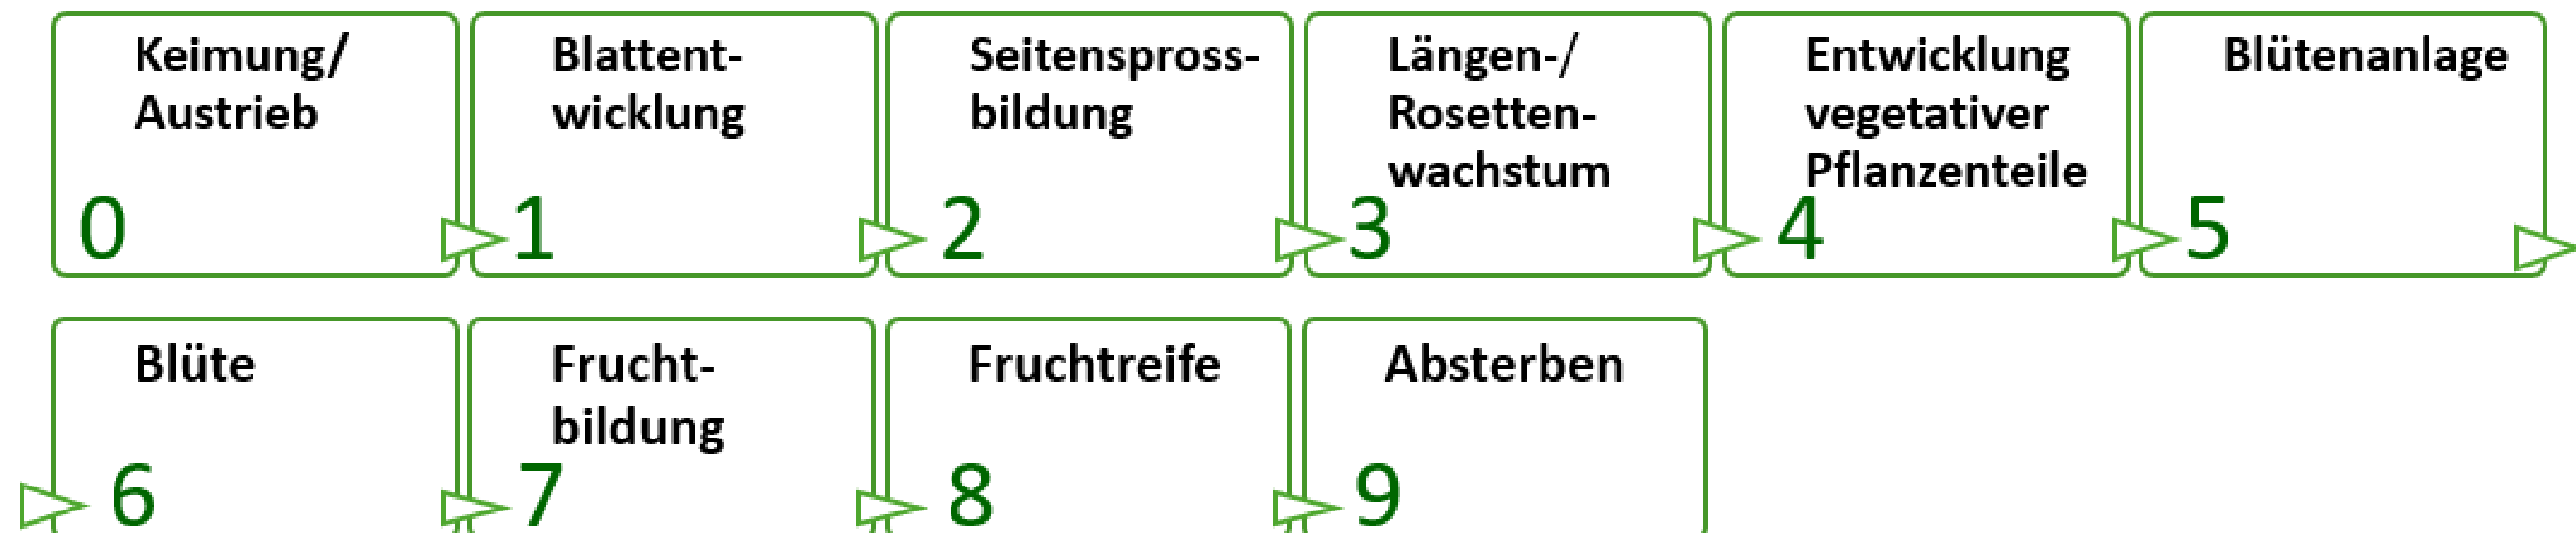 Keimung/
Austrieb
0
Blattent-
wicklung
1
Seitenspross-
bildung
2
Längen-/
Rosetten-
wachstum
3
Entwicklung
vegetativer
Pflanzenteile
4
Blütenanlage
5
Blüte
6
Frucht-
bildung
7
Fruchtreife
8
Absterben
9